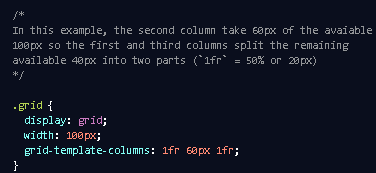 /*
In this example, the second column take 60px of the avaiable
100px so the first and third columns split the remaining
available 40px into two parts (`1fr` = 50% or 20px)
*/
.grid {
display: grid;
width: 100px;
grid-template-columns: 1fr 60px 1fr;
}